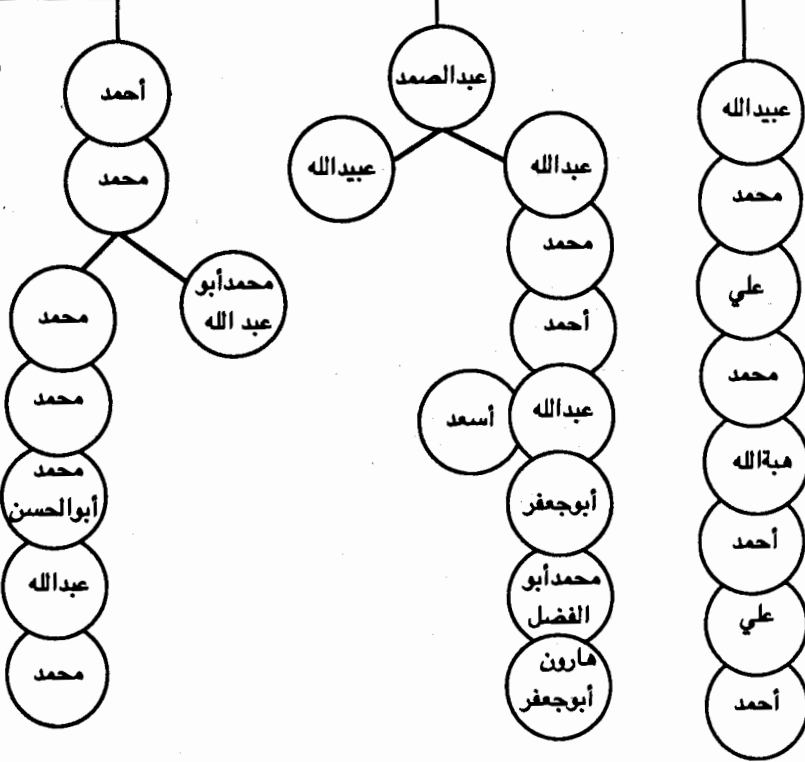 عبيدالله
محمد
علي
محمد
هبةالله
أحمد
علي
أحمد
عبدالصمد
عبدالله
عبيدالله
محمد
أحمد
عبدالله
أسعد
أبوجعفر
محمدأبو
الفضل
هارون
أبوجعفر
أحمد
محمد
محمدأبو
عبد الله
محمد
محمد
محمد
أبوالحسن
عبدالله
محمد